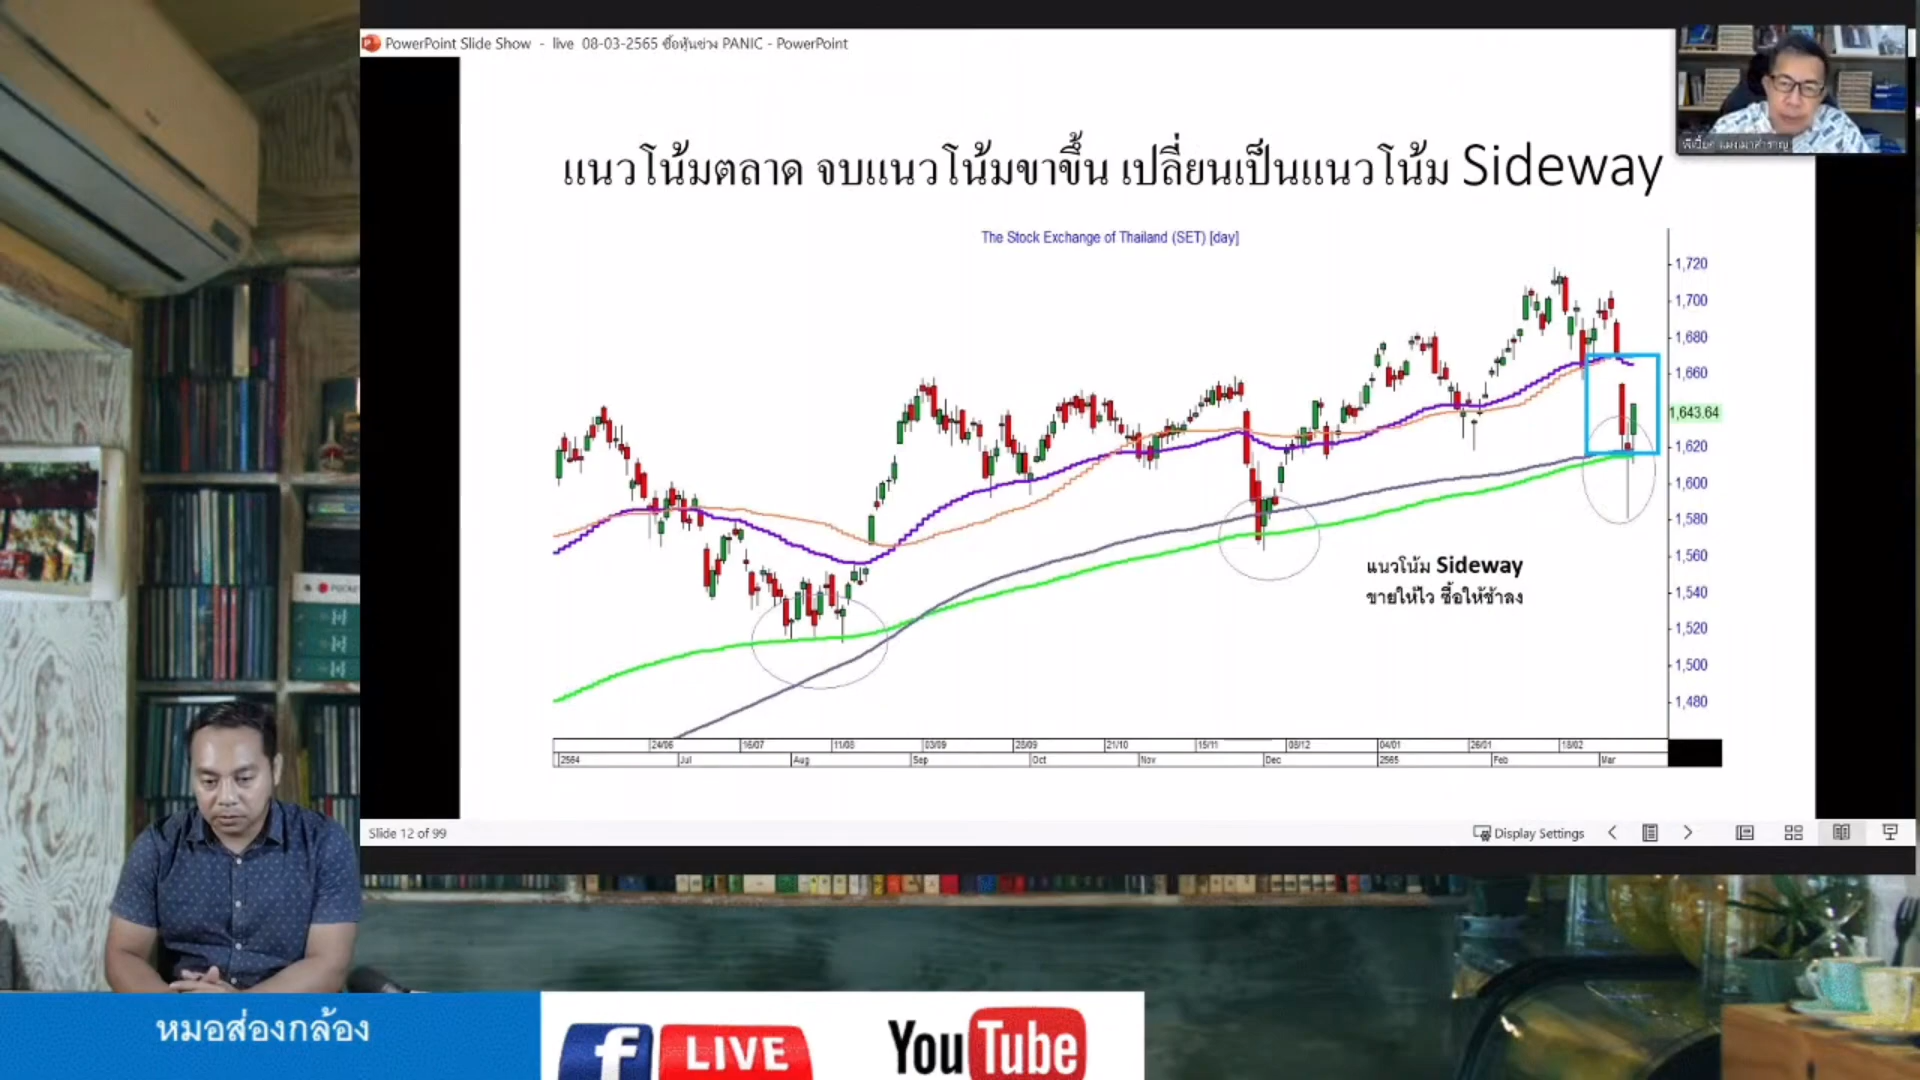 PowerPoint Slide Show - live 08-03-2565 ซื้อหุ้นช่วง PANIC - PowerPoint
แนวโน้มตลาด จบแนวโน้มขาขึ้น เปลี่ยนเป็นแนวโน้ม Sideway
The Stock Exchange of Thailand (SET) [day]
1,720
1,700
1,680
1,660
1,643.64
1,620
1,600
1,580
1,560
1,540
1,520
1,500
1,480
แนวโน้ม Sideway
ขายให้ไว ซื้อให้ช้าลง
24/06 16/07 11/08 03/09 28/09 21/10 15/11 08/12 04/01 26/01 18/02
2564 Jul Aug Sep Oct Nov Dec 2565 Feb Mar
Slide 12 of 99
Display Settings
หมอส่องกล้อง
f LIVE
YouTube